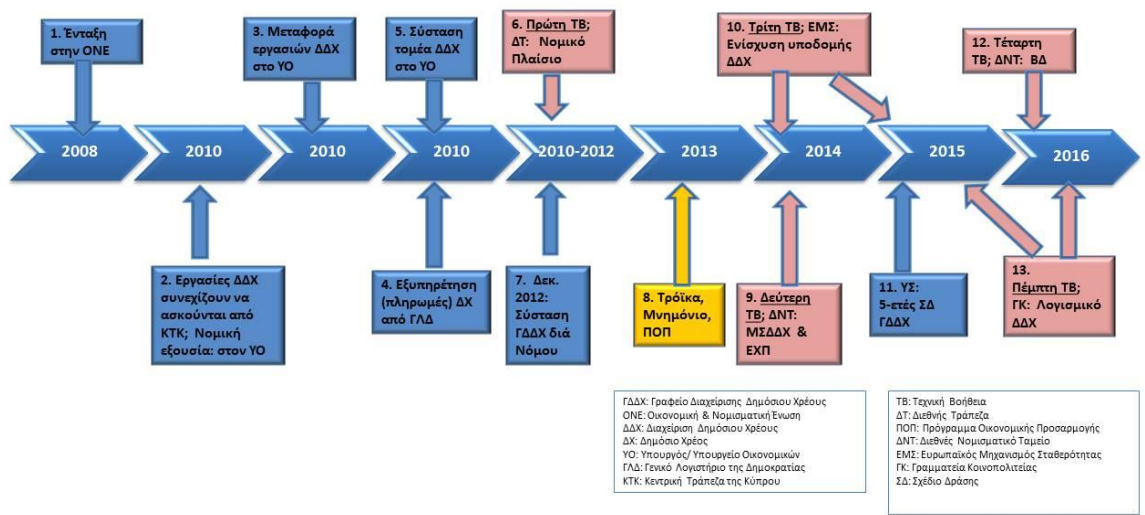 1. Ένταξη
στην ΟΝΕ
3. Μεταφορά
εργασιών ΔΔΧ
στο ΥΟ
5. Σύσταση
τομέα ΔΔΧ
στο ΥΟ
6. Πρώτη ΤΒ;
ΔΤ: Νομικό
Πλαίσιο
10. Τρίτη ΤΒ; ΕΜΣ:
Ενίσχυση υποδομής
ΔΔΧ
12. Τέταρτη
ΤΒ; ΔΝΤ: ΒΔ
2008
2010
2010
2010
2010-2012
2013
2014
2015
2016
2. Εργασίες ΔΔΧ
συνεχίζουν να
ασκούνται από
ΚΤΚ; Νομική
εξουσία: στον ΥΟ
4. Εξυπηρέτηση
(πληρωμές) ΔΧ
από ΓΛΔ
7. Δεκ.
2012:
Σύσταση
ΓΔΔΧ διά
Νόμου
8. Τρόϊκα,
Μνημόνιο,
ΠΟΠ
9. Δεύτερη
ΤΒ; ΔΝΤ:
ΜΣΔΔΧ &
ΕΧΠ
11. ΥΣ:
5-ετές ΣΔ
ΓΔΔΧ
13.
Πέμπτη ΤΒ;
ΓΚ: Λογισμικό
ΔΔΧ
ΓΔΔΧ: Γραφείο Διαχείρισης Δημόσιου Χρέους
ΟΝΕ: Οικονομική & Νομισματική Ένωση
ΔΔΧ: Διαχείριση Δημόσιου Χρέους
ΔΧ: Δημόσιο Χρέος
ΥΟ: Υπουργός/ Υπουργείο Οικονομικών
ΓΛΔ: Γενικό Λογιστήριο της Δημοκρατίας
ΚΤΚ: Κεντρική Τράπεζα της Κύπρου
ΤΒ: Τεχνική Βοήθεια
ΔΤ: Διεθνής Τράπεζα
ΠΟΠ: Πρόγραμμα Οικονομικής Προσαρμογής
ΔΝΤ: Διεθνές Νομισματικό Ταμείο
ΕΜΣ: Ευρωπαϊκός Μηχανισμός Σταθερότητας
ΓΚ: Γραμματεία Κοινοπολιτείας
ΣΔ: Σχέδιο Δράσης